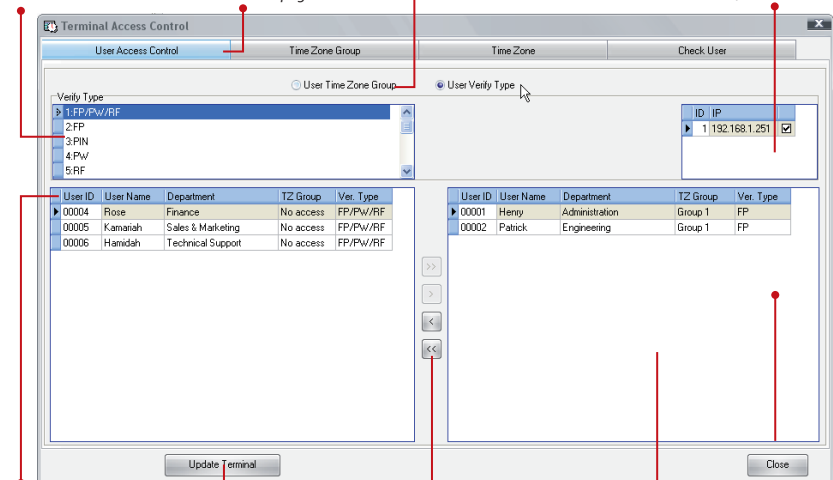 Terminal Access Control
User Access Control Time Zone Group Time Zone Check User
User Time Zone Group User Verify Type
Verify Type
1:FP/PW/RF
2:FP
3:PIN
4:PW
5:RF
ID IP
1 192.168.1.251
User ID User Name Department TZ Group Ver. Type
00004 Rose Finance No access FP/PW/RF
00005 Kamariah Sales & Marketing No access FP/PW/RF
00006 Hamidah Technical Support No access FP/PW/RF
>>
>
<
<<
User ID User Name Department TZ Group Ver. Type
00001 Henry Administration Group 1 FP
00002 Patrick Engineering Group 1 FP
Update Terminal Close